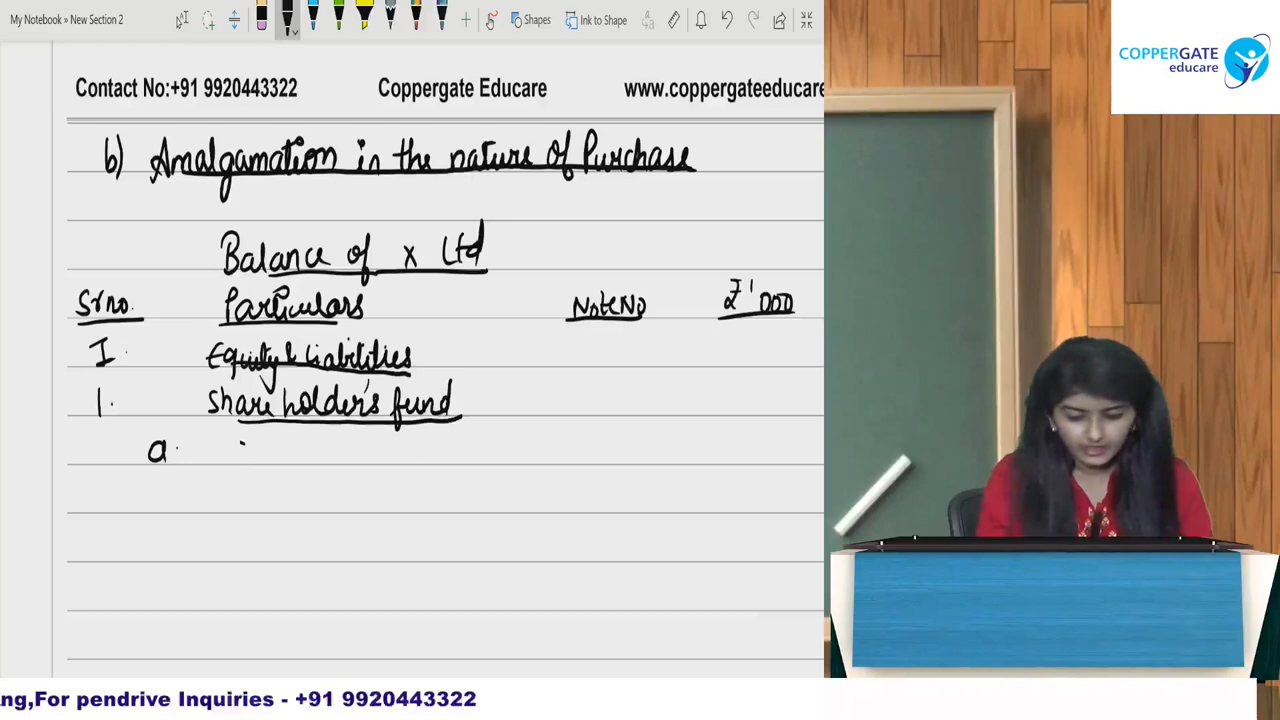 My Notebook » New Section 2
Shapes
Ink to Shape
COPPERGATE
educare
Contact No:+91 9920443322 Coppergate Educare www.coppergateeducare
b) Amalgamation in the nature of Purchase
Balance of x Ltd
Sr no. Particulars Note No ₹'000
I. Equity & Liabilities
1. Share holder's fund
a.
ng,For pendrive Inquiries - +91 9920443322